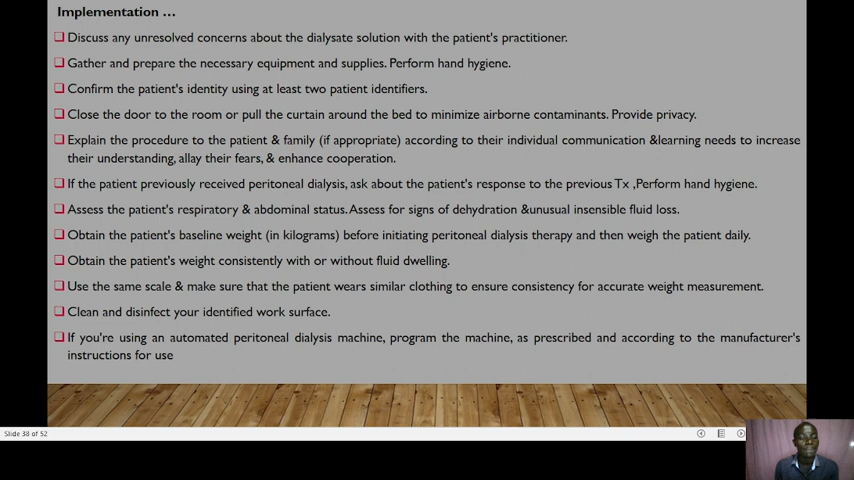 Implementation …
❑ Discuss any unresolved concerns about the dialysate solution with the patient's practitioner.
❑ Gather and prepare the necessary equipment and supplies. Perform hand hygiene.
❑ Confirm the patient's identity using at least two patient identifiers.
❑ Close the door to the room or pull the curtain around the bed to minimize airborne contaminants. Provide privacy.
❑ Explain the procedure to the patient & family (if appropriate) according to their individual communication &learning needs to increase
their understanding, allay their fears, & enhance cooperation.
❑ If the patient previously received peritoneal dialysis, ask about the patient's response to the previous Tx ,Perform hand hygiene.
❑ Assess the patient's respiratory & abdominal status. Assess for signs of dehydration &unusual insensible fluid loss.
❑ Obtain the patient's baseline weight (in kilograms) before initiating peritoneal dialysis therapy and then weigh the patient daily.
❑ Obtain the patient's weight consistently with or without fluid dwelling.
❑ Use the same scale & make sure that the patient wears similar clothing to ensure consistency for accurate weight measurement.
❑ Clean and disinfect your identified work surface.
❑ If you're using an automated peritoneal dialysis machine, program the machine, as prescribed and according to the manufacturer's
instructions for use
Slide 38 of 52